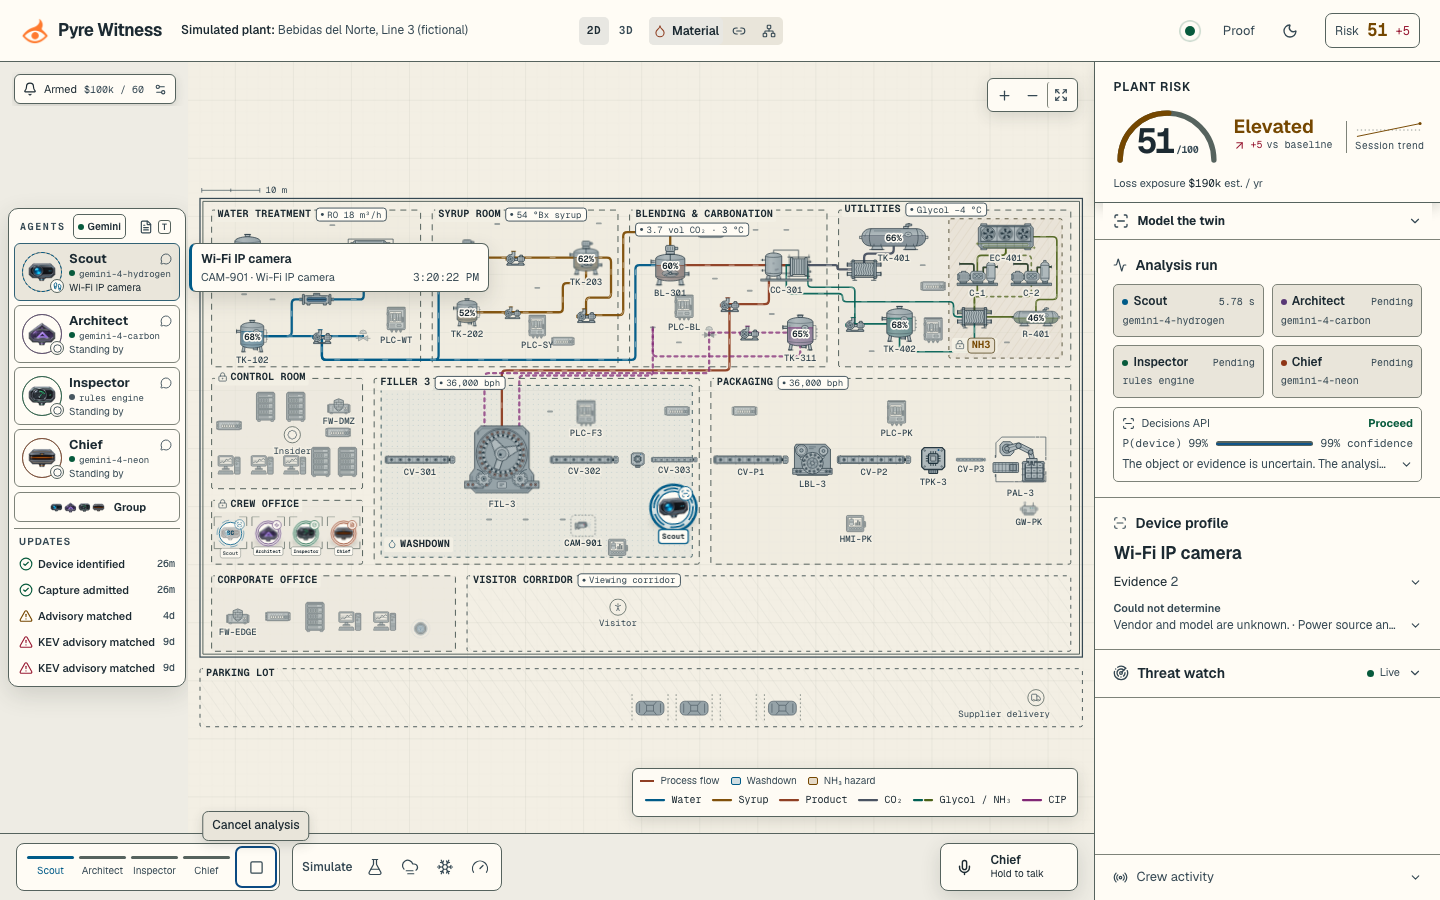 Pyre Witness
Simulated plant: Bebidas del Norte, Line 3 (fictional)
2D 3D Material
Proof
Risk 51 +5
Armed $100k / 60
AGENTS Gemini T
Scout
gemini-4-hydrogen
Wi-Fi IP camera
Architect
gemini-4-carbon
Standing by
Inspector
rules engine
Standing by
Chief
gemini-4-neon
Standing by
Group
UPDATES
Device identified 26m
Capture admitted 26m
Advisory matched 4d
KEV advisory matched 9d
KEV advisory matched 9d
10 m
WATER TREATMENT RO 18 m³/h
SYRUP ROOM 54 °Bx syrup
BLENDING & CARBONATION
3.7 vol CO₂ · 3 °C
UTILITIES Glycol -4 °C
Wi-Fi IP camera
CAM-901 · Wi-Fi IP camera 3:20:22 PM
62%
TK-203
60%
BL-301
CC-301
66%
TK-401
EC-401
C-1
C-2
68%
TK-102
PLC-WT
52%
TK-202
PLC-SY
PLC-BL
65%
TK-311
68%
TK-402
46%
R-401
NH3
CONTROL ROOM
FW-DMZ
Insider
FILLER 3 36,000 bph
PLC-F3
CV-301
FIL-3
CV-302
CV-303
Scout
CAM-901
WASHDOWN
PACKAGING 36,000 bph
PLC-PK
CV-P1
LBL-3
CV-P2
TPK-3
CV-P3
PAL-3
GW-PK
HMI-PK
CREW OFFICE
Scout
Architect
Inspector
Chief
CORPORATE OFFICE
FW-EDGE
VISITOR CORRIDOR Viewing corridor
Visitor
PARKING LOT
Supplier delivery
Process flow Washdown NH₃ hazard
Water Syrup Product CO₂ Glycol / NH₃ CIP
Cancel analysis
Scout Architect Inspector Chief
Simulate
Chief
Hold to talk
PLANT RISK
51/100
Elevated
+5 vs baseline
Session trend
Loss exposure $190k est. / yr
Model the twin
Analysis run
Scout 5.78 s
gemini-4-hydrogen
Architect Pending
gemini-4-carbon
Inspector Pending
rules engine
Chief Pending
gemini-4-neon
Decisions API Proceed
P(device) 99% 99% confidence
The object or evidence is uncertain. The analysi…
Device profile
Wi-Fi IP camera
Evidence 2
Could not determine
Vendor and model are unknown. · Power source an…
Threat watch Live
Crew activity